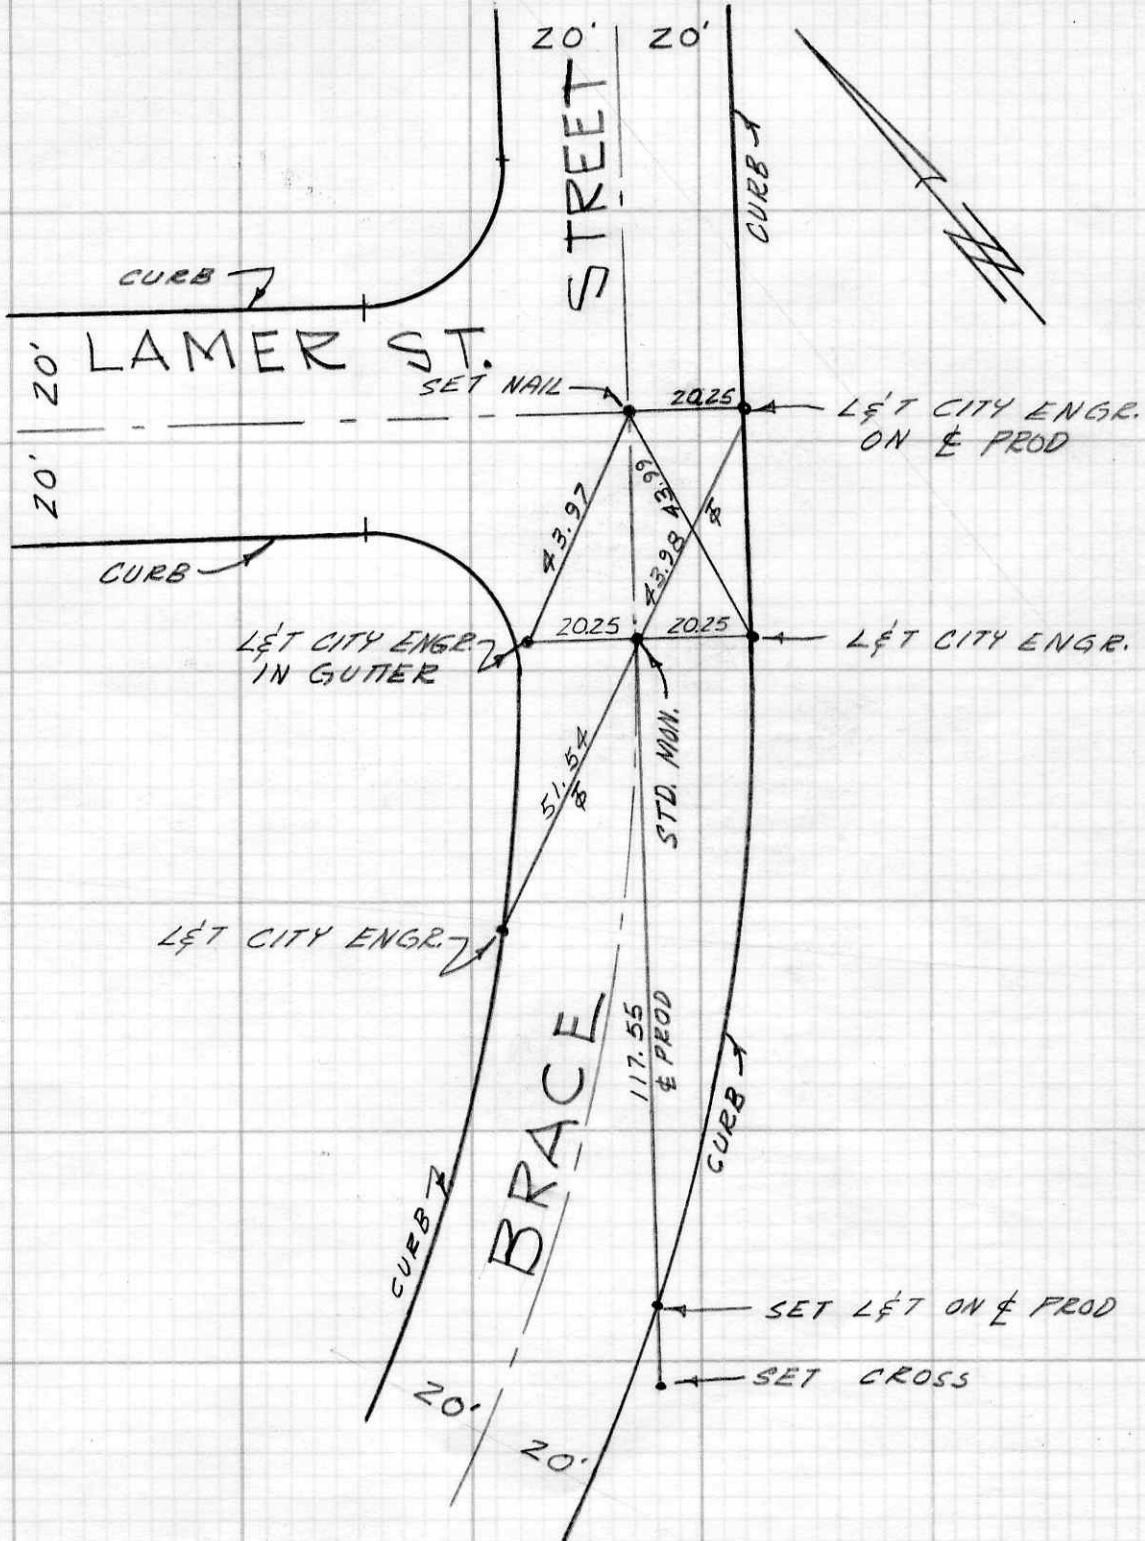 20' 20'
STREET
CURB
CURB
LAMER ST.
20'
20'
SET NAIL
20.25
L&T CITY ENGR.
ON ℄ PROD
43.97
43.99
43.98
CURB
L&T CITY ENGR.
IN GUTTER
20.25
20.25
L&T CITY ENGR.
STD. MON.
51.54
L&T CITY ENGR.
117.55
℄ PROD
BRACE
CURB
CURB
SET L&T ON ℄ PROD
SET CROSS
20'
20'